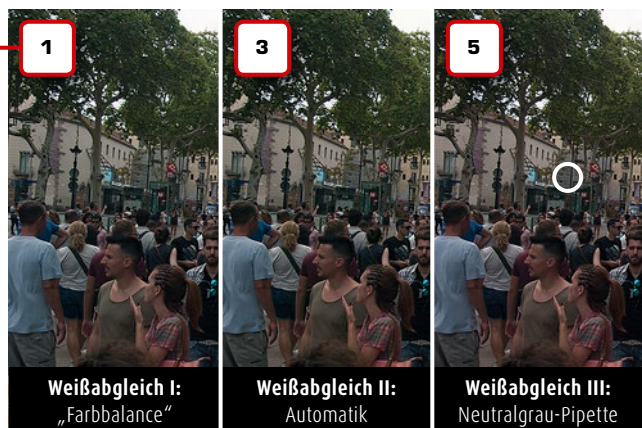 1
3
5
Weißabgleich I:
„Farbbalance“
Weißabgleich II:
Automatik
Weißabgleich III:
Neutralgrau-Pipette